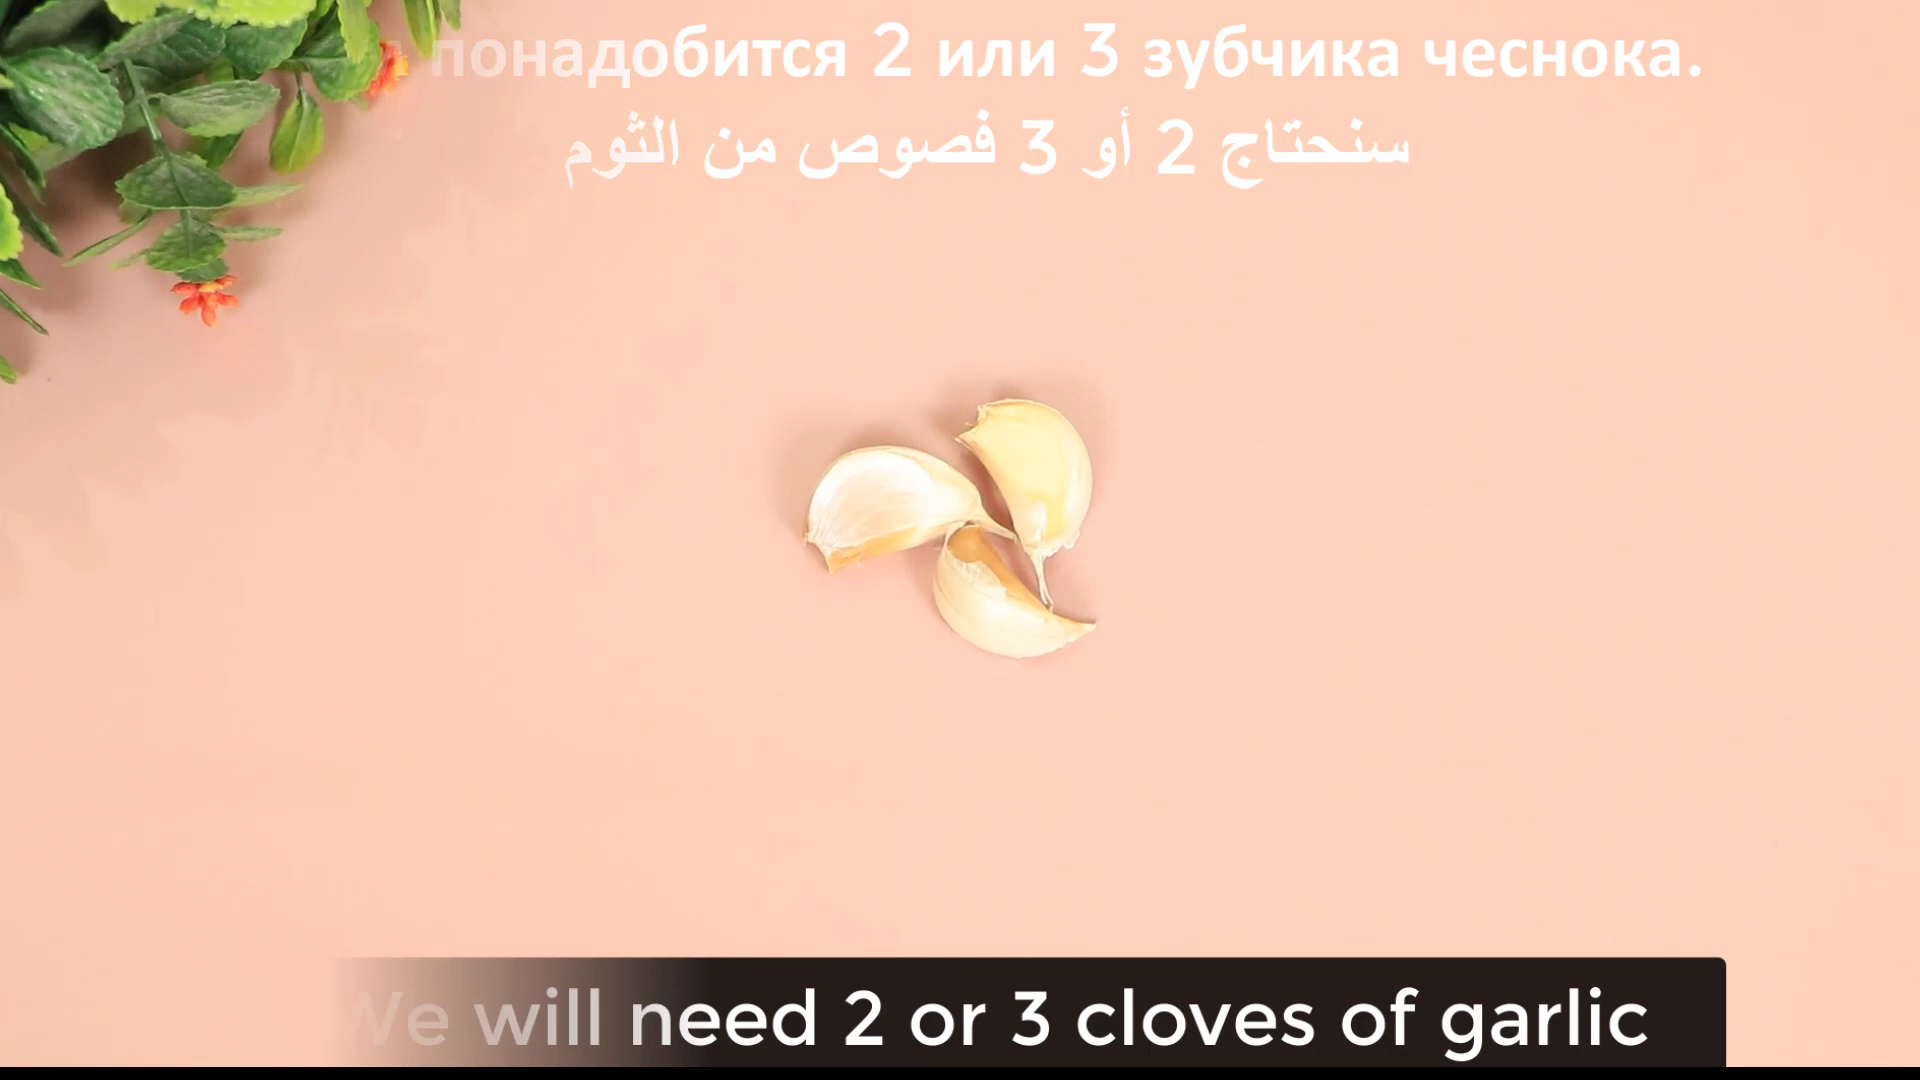 понадобится 2 или 3 зубчика чеснока.
سنحتاج 2 أو 3 فصوص من الثوم
We will need 2 or 3 cloves of garlic